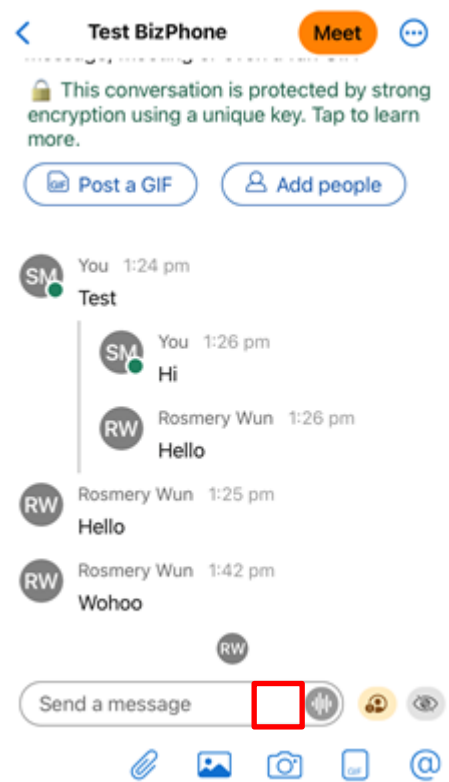 Test BizPhone
Meet
This conversation is protected by strong
encryption using a unique key. Tap to learn
more.
GIF Post a GIF
Add people
SM You 1:24 pm
Test
SM You 1:26 pm
Hi
RW Rosmery Wun 1:26 pm
Hello
RW Rosmery Wun 1:25 pm
Hello
RW Rosmery Wun 1:42 pm
Wohoo
RW
Send a message
GIF @